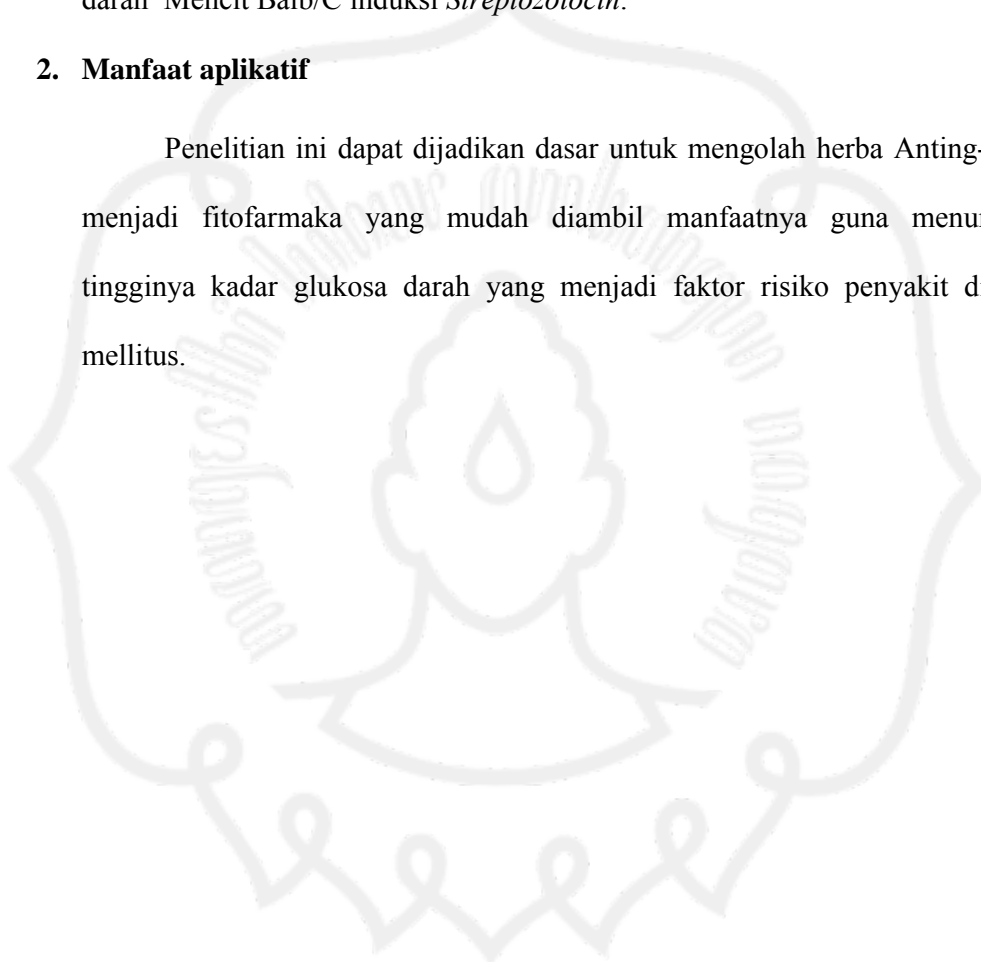 darah Mencit Balb/C induksi Streptozotocin.
2. Manfaat aplikatif
Penelitian ini dapat dijadikan dasar untuk mengolah herba Anting-
menjadi fitofarmaka yang mudah diambil manfaatnya guna menu
tingginya kadar glukosa darah yang menjadi faktor risiko penyakit di
mellitus.